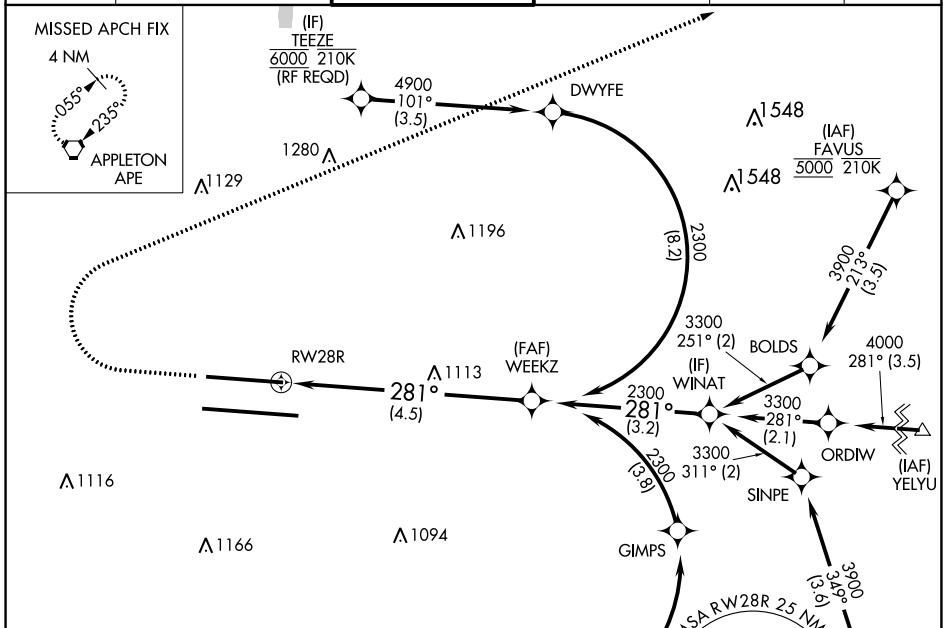 MISSED APCH FIX
4 NM
055°
235°
APPLETON
APE
(IF)
TEEZE
6000 210K
(RF REQD)
4900
101°
(3.5)
DWYFE
1548
1548
(IAF)
FAVUS
5000 210K
1280
1129
1196
2300
(8.2)
3900
213°
(3.5)
3300
251° (2)
BOLDS
4000
281° (3.5)
RW28R
(FAF)
WEEKZ
1113
281°
(4.5)
(IF)
WINAT
2300
281°
(3.2)
3300
281°
(2.1)
ORDIW
(IAF)
YELYU
3300
311° (2)
SINPE
2300
(3.8)
GIMPS
1116
1166
1094
3900
349°
(3.6)
MSA RW28R 25 NM